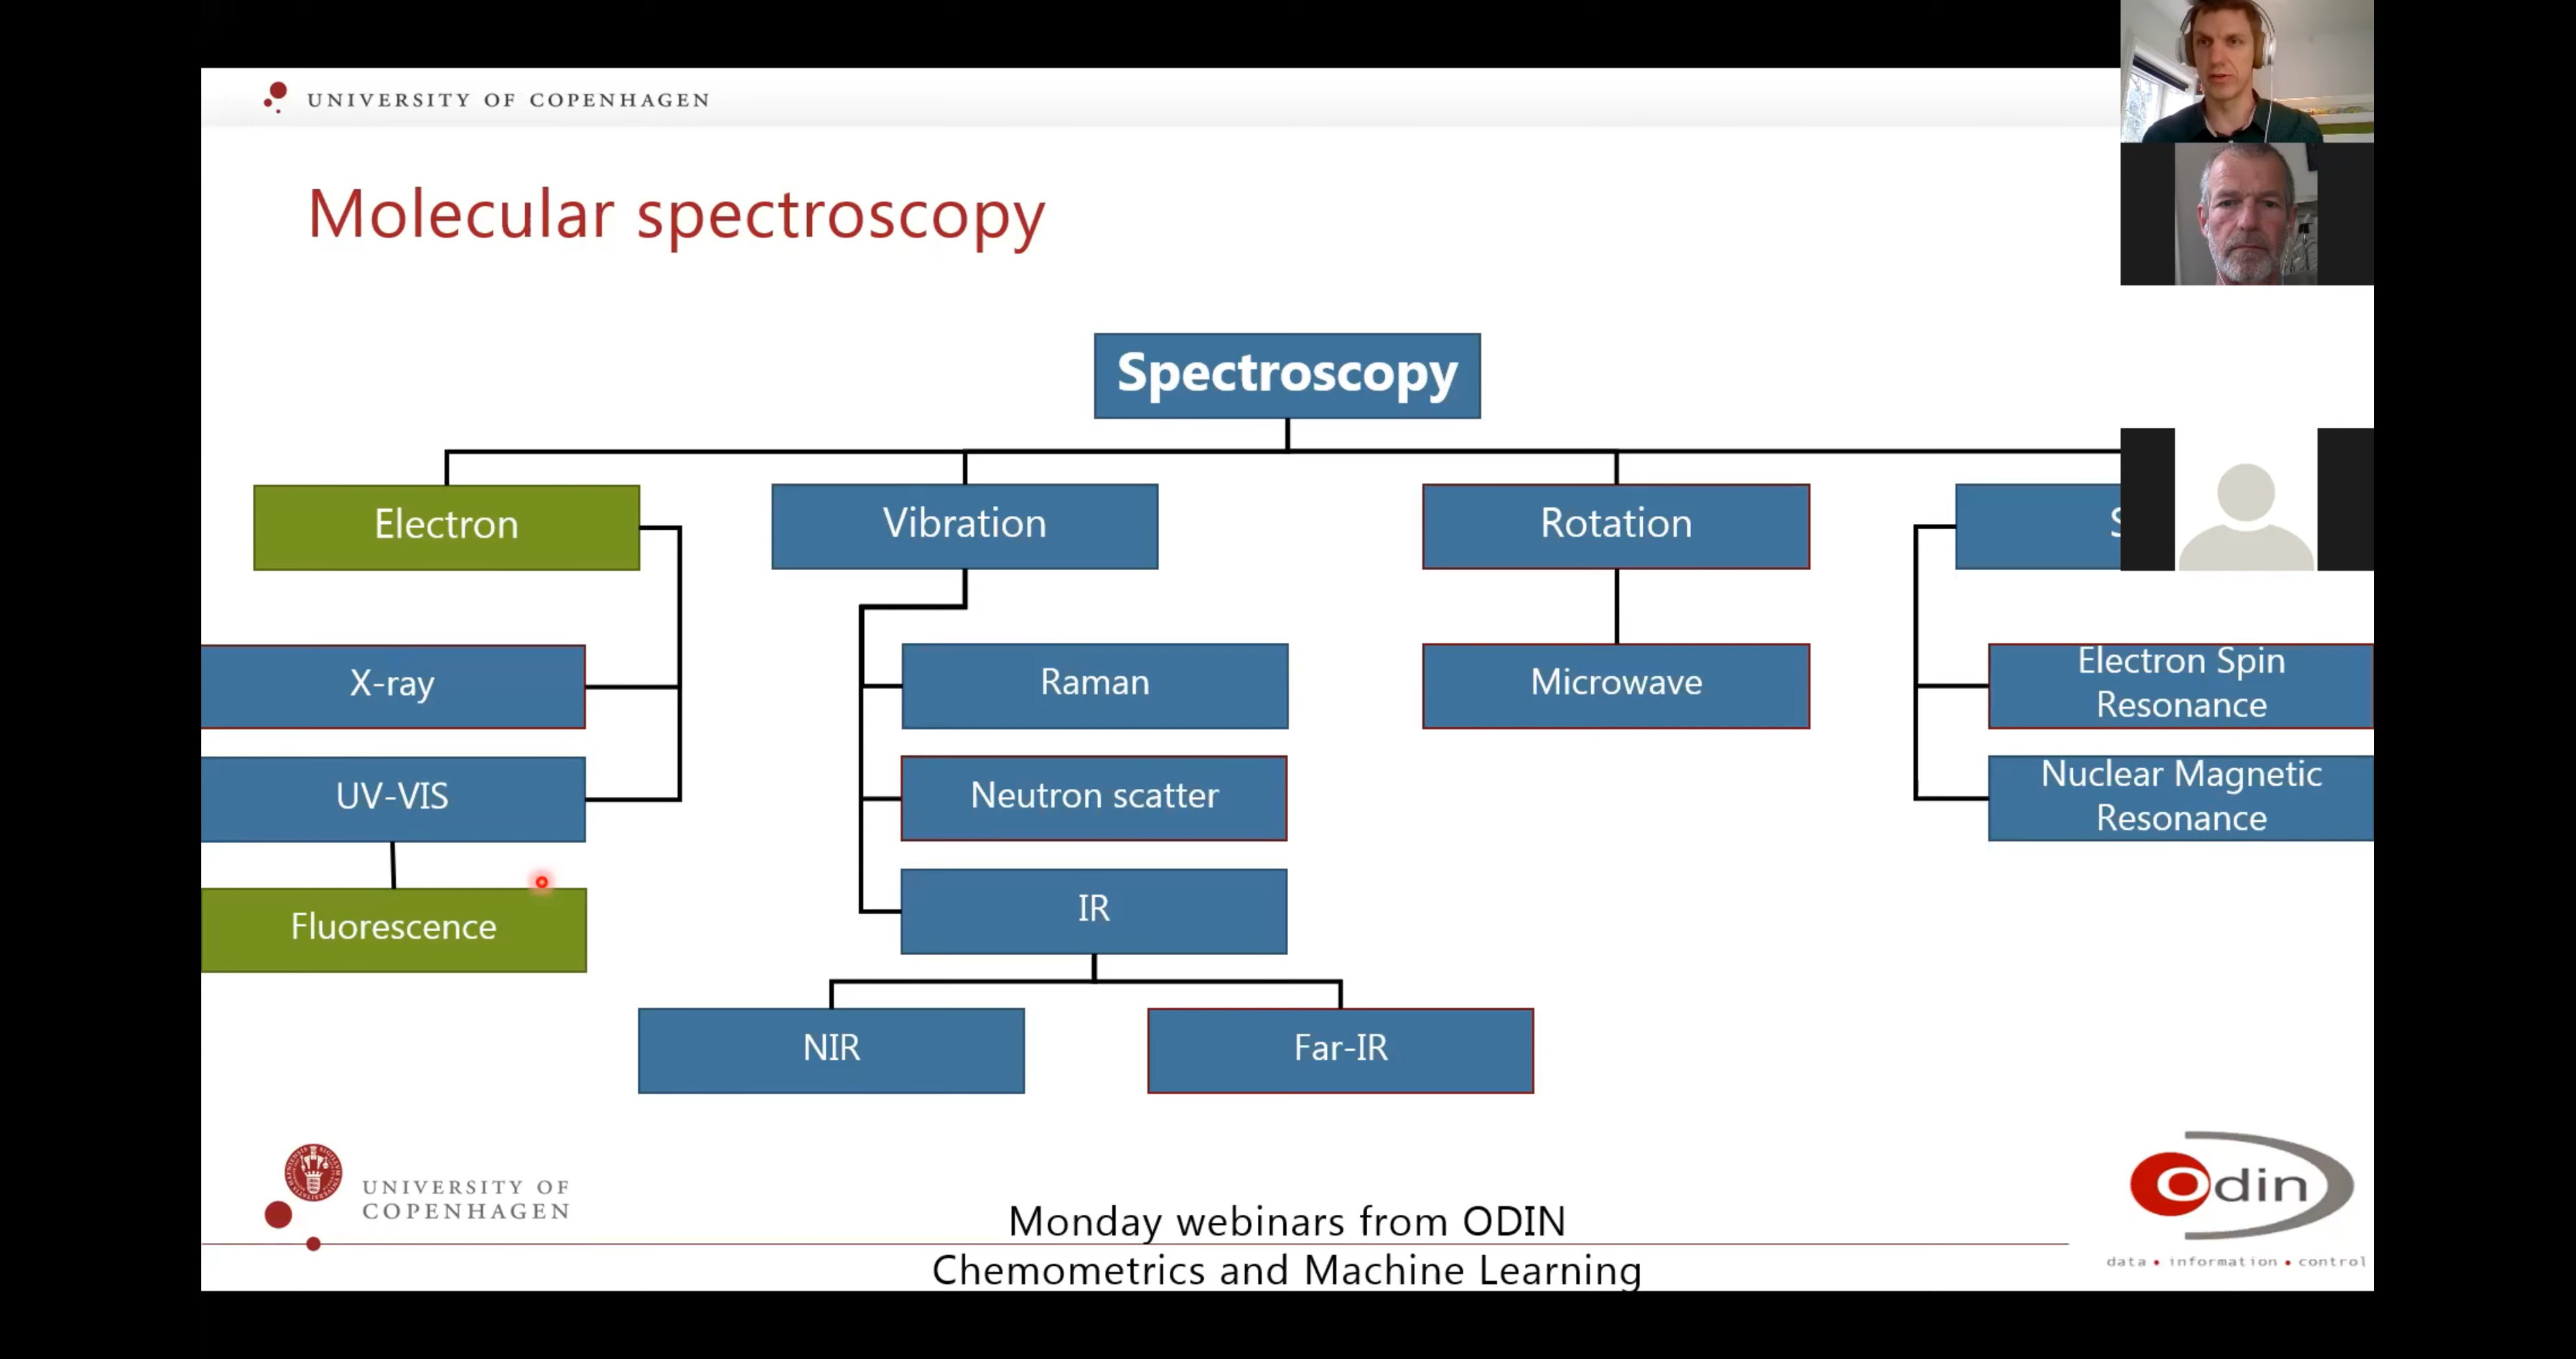 UNIVERSITY OF COPENHAGEN
Molecular spectroscopy
Spectroscopy
Electron
Vibration
Rotation
X-ray
Raman
Microwave
Electron Spin
Resonance
UV-VIS
Neutron scatter
Nuclear Magnetic
Resonance
Fluorescence
IR
NIR
Far-IR
UNIVERSITY OF
COPENHAGEN
Monday webinars from ODIN
Chemometrics and Machine Learning
Odin
data • information • control